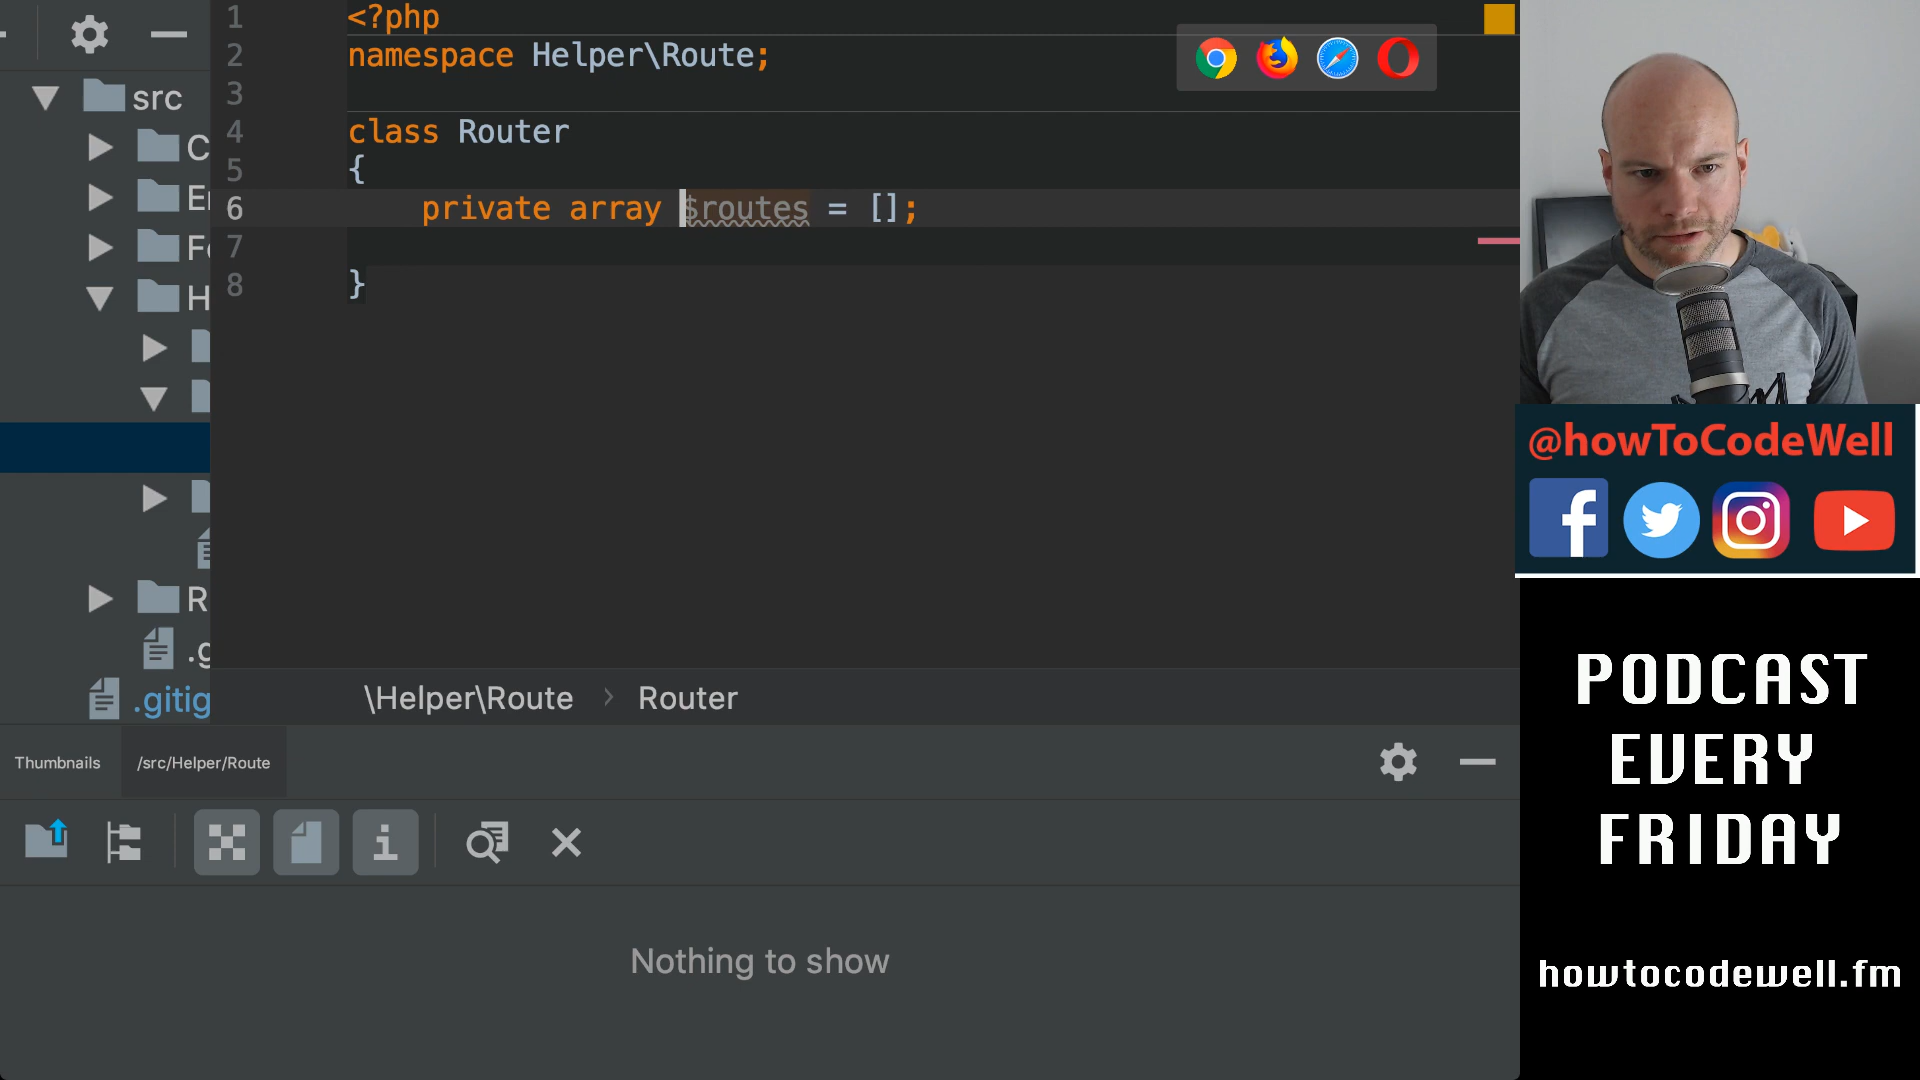 1 <?php
2 namespace Helper\Route;
3
4 class Router
5 {
6 private array $routes = [];
7
8 }
src
C
F
H
R
.g
.gitig
\Helper\Route > Router
Thumbnails
/src/Helper/Route
Nothing to show
@howToCodeWell
PODCAST
EVERY
FRIDAY
howtocodewell.fm